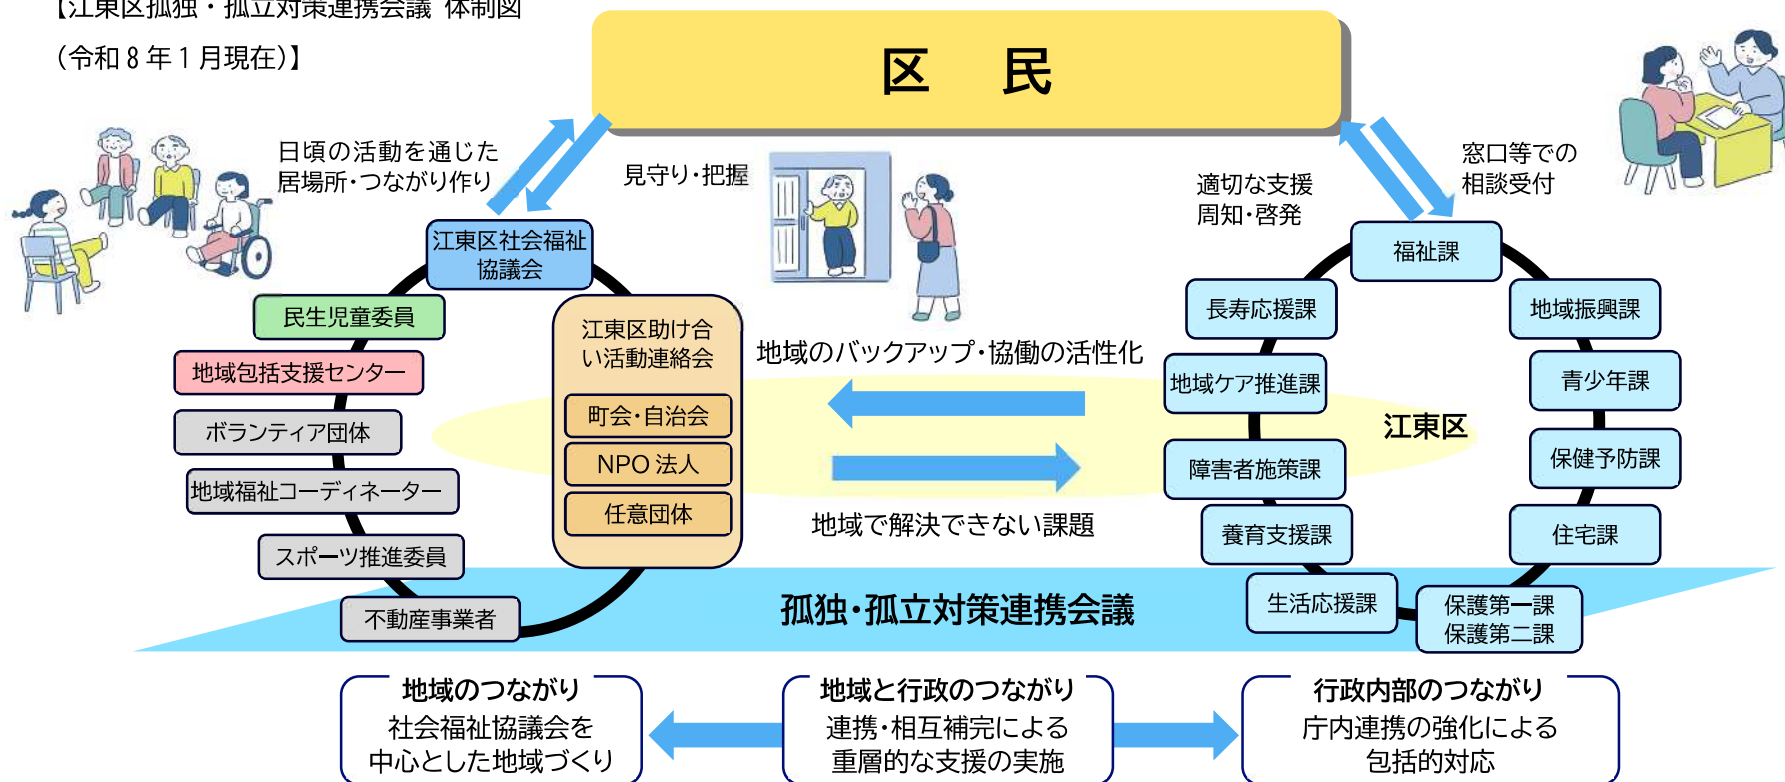 【江東区孤独・孤立対策連携会議 体制図
（令和８年１月現在）】
区　民
日頃の活動を通じた
居場所・つながり作り
見守り・把握
適切な支援
周知・啓発
窓口等での
相談受付
江東区社会福祉
協議会
民生児童委員
地域包括支援センター
ボランティア団体
地域福祉コーディネーター
スポーツ推進委員
不動産事業者
江東区助け合
い活動連絡会
町会・自治会
NPO 法人
任意団体
地域のバックアップ・協働の活性化
地域で解決できない課題
江東区
福祉課
長寿応援課
地域ケア推進課
障害者施策課
養育支援課
生活応援課
地域振興課
青少年課
保健予防課
住宅課
保護第一課
保護第二課
孤独・孤立対策連携会議
地域のつながり
社会福祉協議会を
中心とした地域づくり
地域と行政のつながり
連携・相互補完による
重層的な支援の実施
行政内部のつながり
庁内連携の強化による
包括的対応